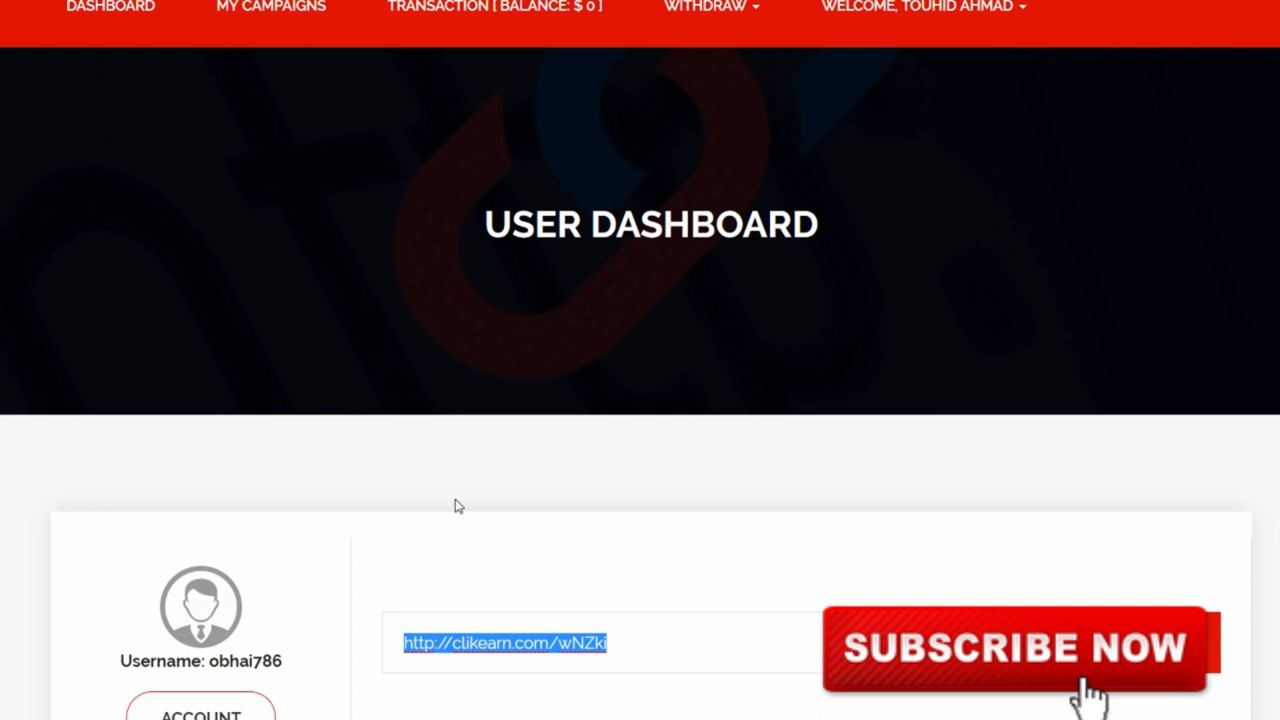 DASHBOARD
MY CAMPAIGNS
TRANSACTION [ BALANCE: $ 0 ]
WITHDRAW
WELCOME, TOUHID AHMAD
USER DASHBOARD
Username: obhai786
ACCOUNT
http://clikearn.com/wNZki
SUBSCRIBE NOW